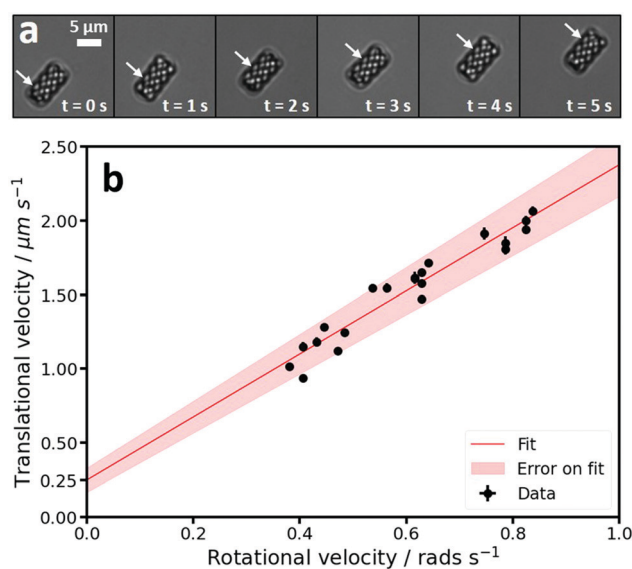 a
5 µm
t = 0 s
t = 1 s
t = 2 s
t = 3 s
t = 4 s
t = 5 s
b
Translational velocity / µm s⁻¹
2.50
2.00
1.50
1.00
0.50
0.25
0.00
Fit
Error on fit
Data
0.0 0.2 0.4 0.6 0.8 1.0
Rotational velocity / rads s⁻¹